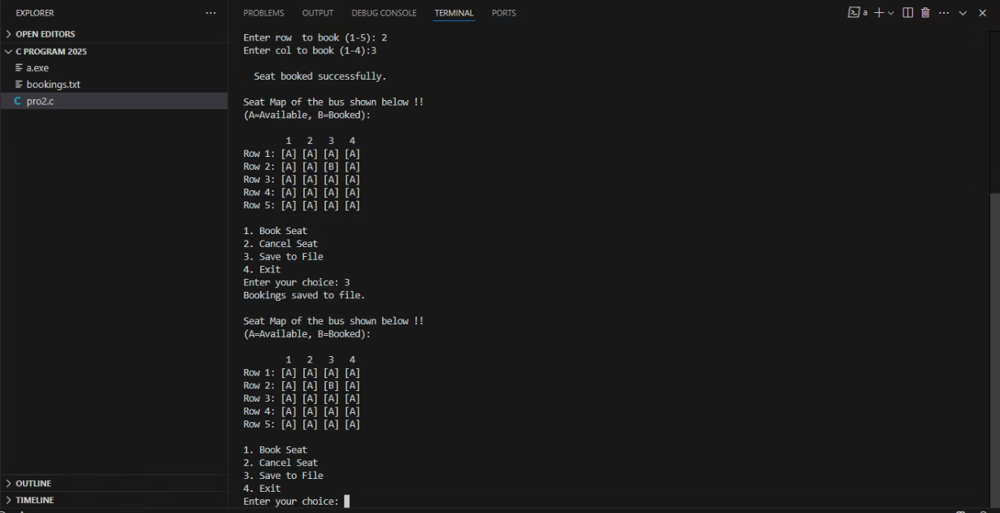 EXPLORER
OPEN EDITORS
C PROGRAM 2025
a.exe
bookings.txt
C pro2.c
OUTLINE
TIMELINE
PROBLEMS OUTPUT DEBUG CONSOLE TERMINAL PORTS
a
Enter row  to book (1-5): 2
Enter col to book (1-4):3
Seat booked successfully.
Seat Map of the bus shown below !!
(A=Available, B=Booked):
1 2 3 4
Row 1: [A] [A] [A] [A]
Row 2: [A] [A] [B] [A]
Row 3: [A] [A] [A] [A]
Row 4: [A] [A] [A] [A]
Row 5: [A] [A] [A] [A]
1. Book Seat
2. Cancel Seat
3. Save to File
4. Exit
Enter your choice: 3
Bookings saved to file.
Seat Map of the bus shown below !!
(A=Available, B=Booked):
1 2 3 4
Row 1: [A] [A] [A] [A]
Row 2: [A] [A] [B] [A]
Row 3: [A] [A] [A] [A]
Row 4: [A] [A] [A] [A]
Row 5: [A] [A] [A] [A]
1. Book Seat
2. Cancel Seat
3. Save to File
4. Exit
Enter your choice: